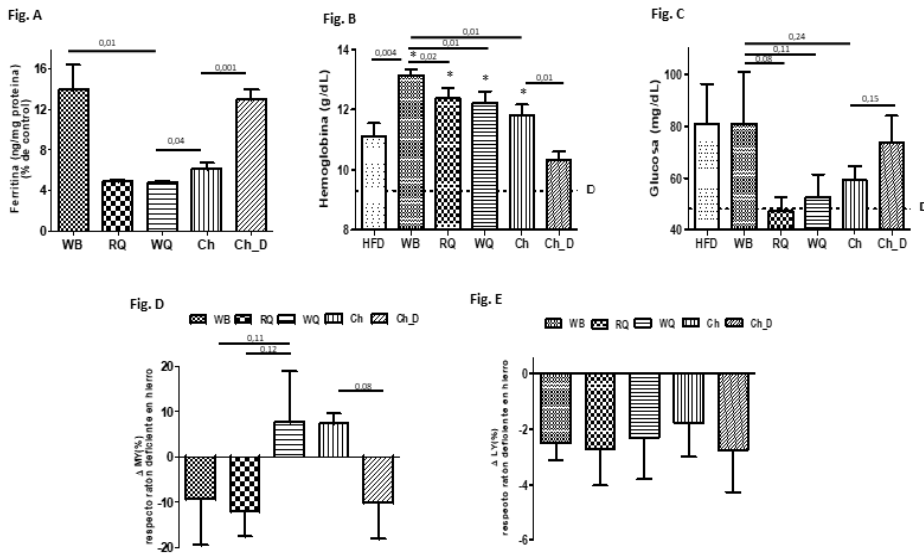 Fig. A
Ferritina (ng/mg proteina)
(% de control)
16
12
8
4
0
0,01
0,04
0,001
WB RQ WQ Ch Ch_D
Fig. B
Hemoglobina (g/dL)
14
12
10
8
0,01
0,01
0,004
0,02
0,01
* * * *
D
HFD WB RQ WQ Ch Ch_D
Fig. C
Glucosa (mg/dL)
100
80
60
40
0,24
0,11
0,08
0,15
D
HFD WB RQ WQ Ch Ch_D
Fig. D
WB RQ WQ Ch Ch_D
Δ MY(%)
respecto ratón deficiente en hierro
20
10
0
-10
-20
0,11
0,12
0,08
Fig. E
WB RQ WQ Ch Ch_D
Δ LY(%)
respecto ratón deficiente en hierro
0
-2
-4
-6